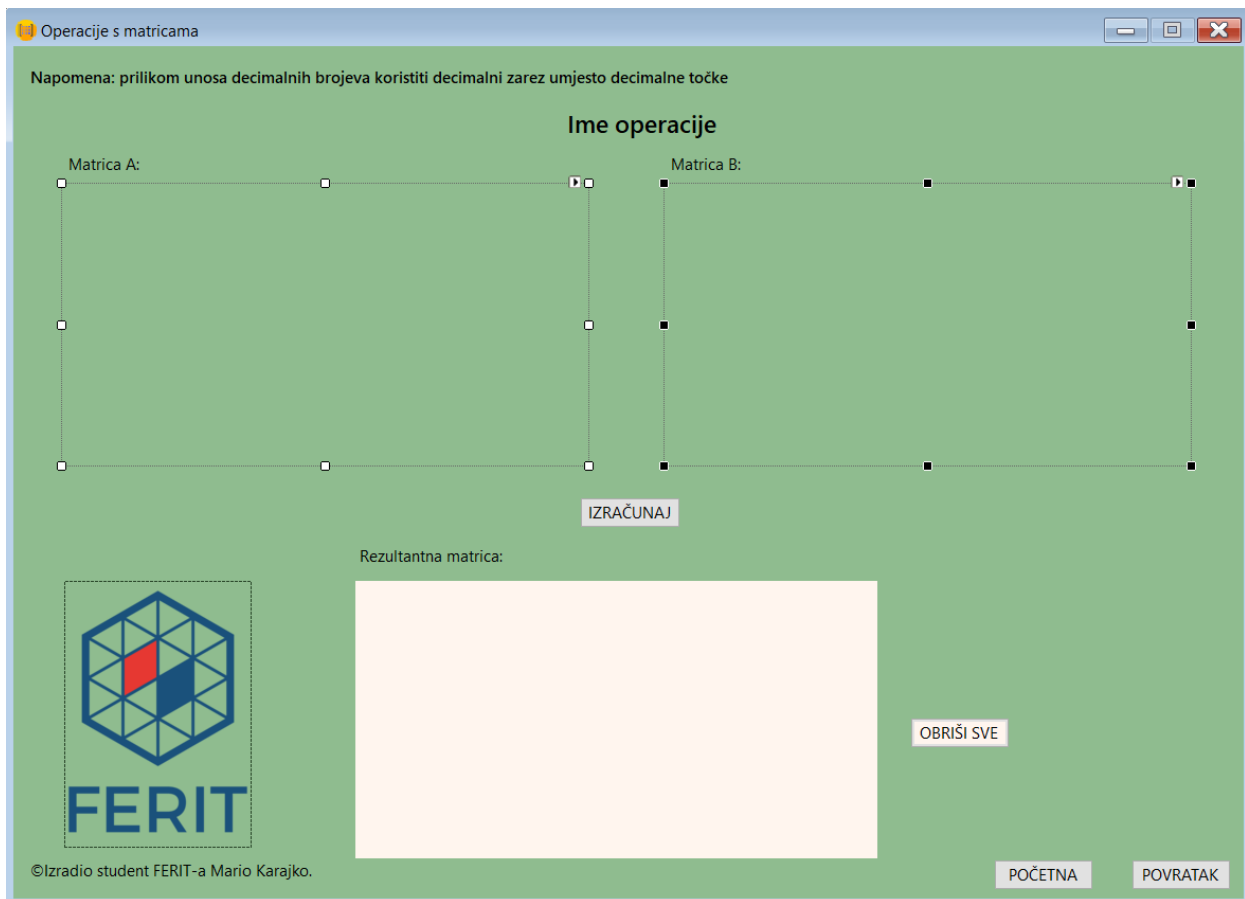 Operacije s matricama
Napomena: prilikom unosa decimalnih brojeva koristiti decimalni zarez umjesto decimalne točke
Ime operacije
Matrica A:
Matrica B:
IZRAČUNAJ
Rezultantna matrica:
OBRIŠI SVE
FERIT
©Izradio student FERIT-a Mario Karajko.
POČETNA
POVRATAK